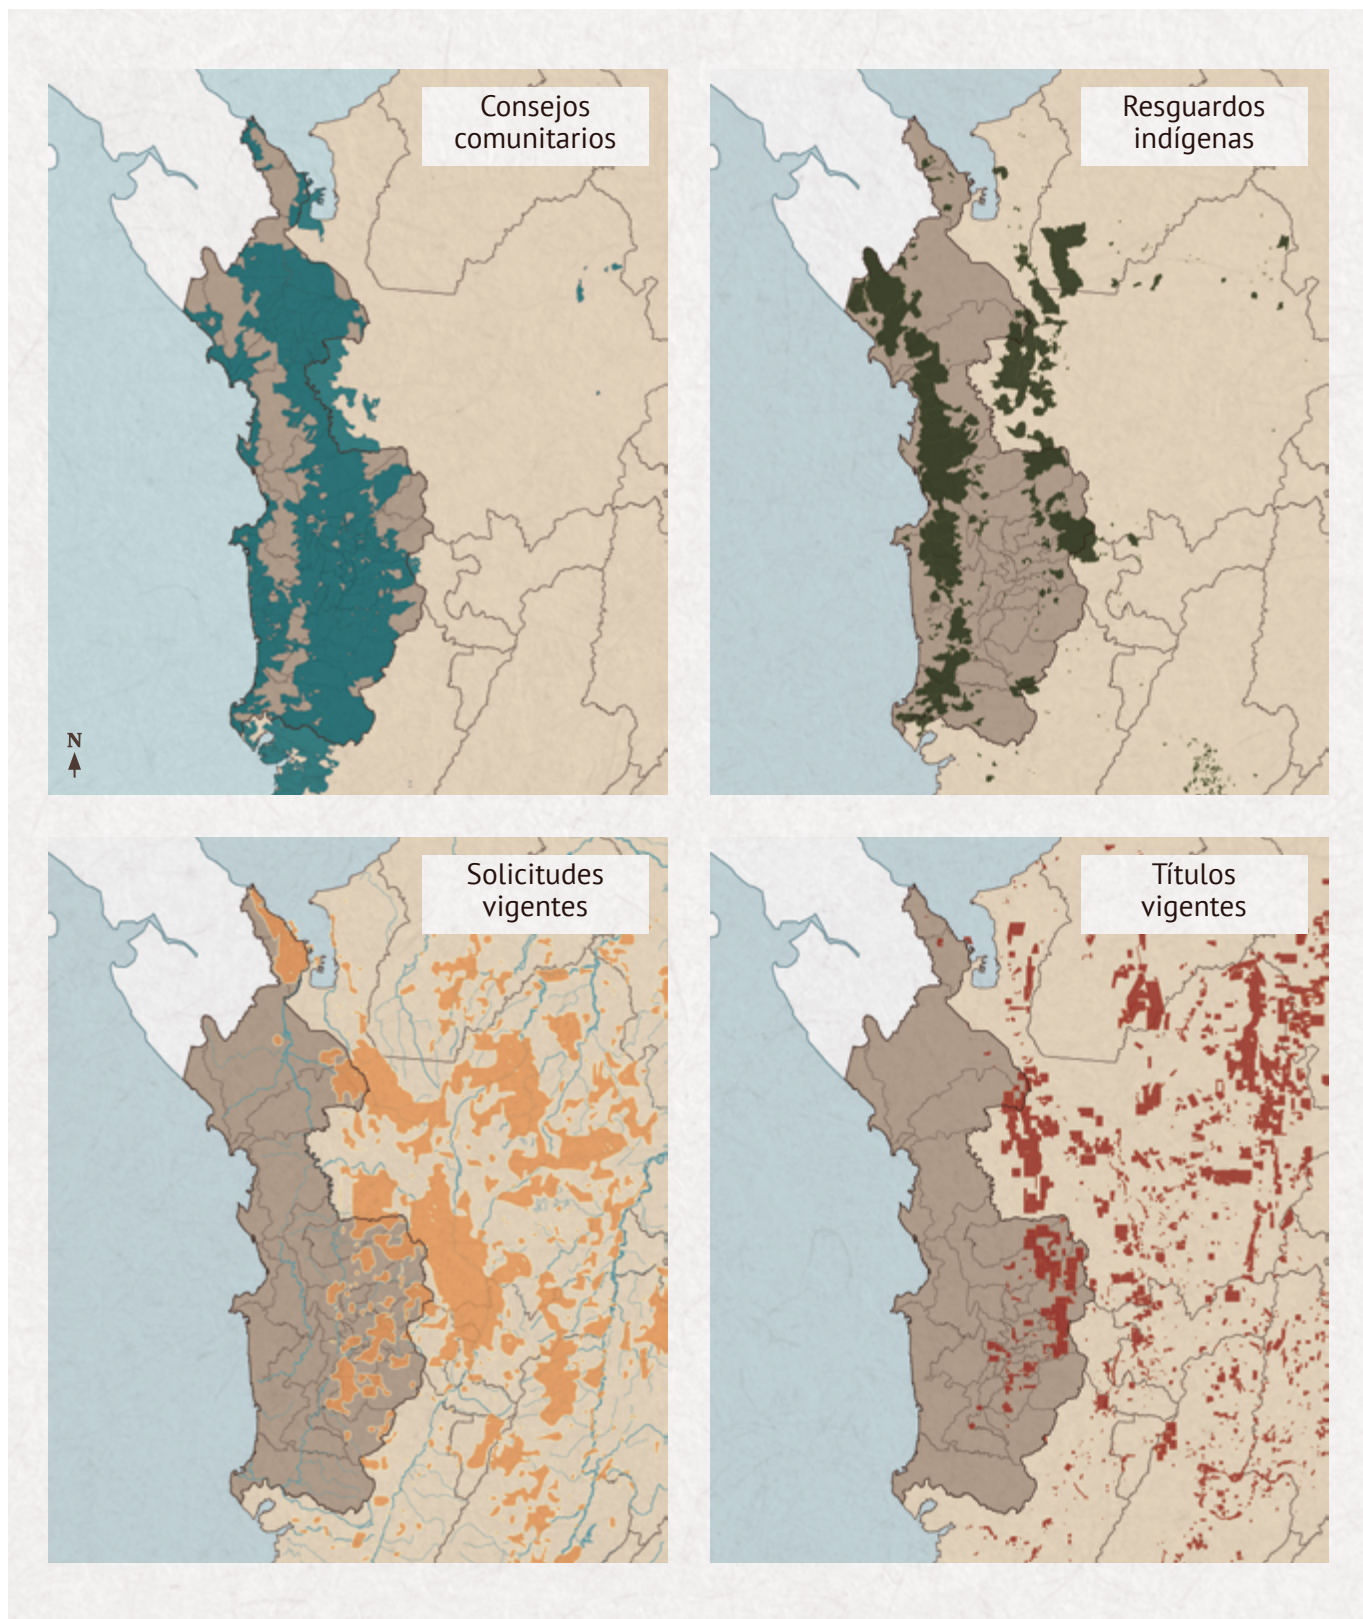 Consejos
comunitarios
Resguardos
indígenas
N
Solicitudes
vigentes
Títulos
vigentes